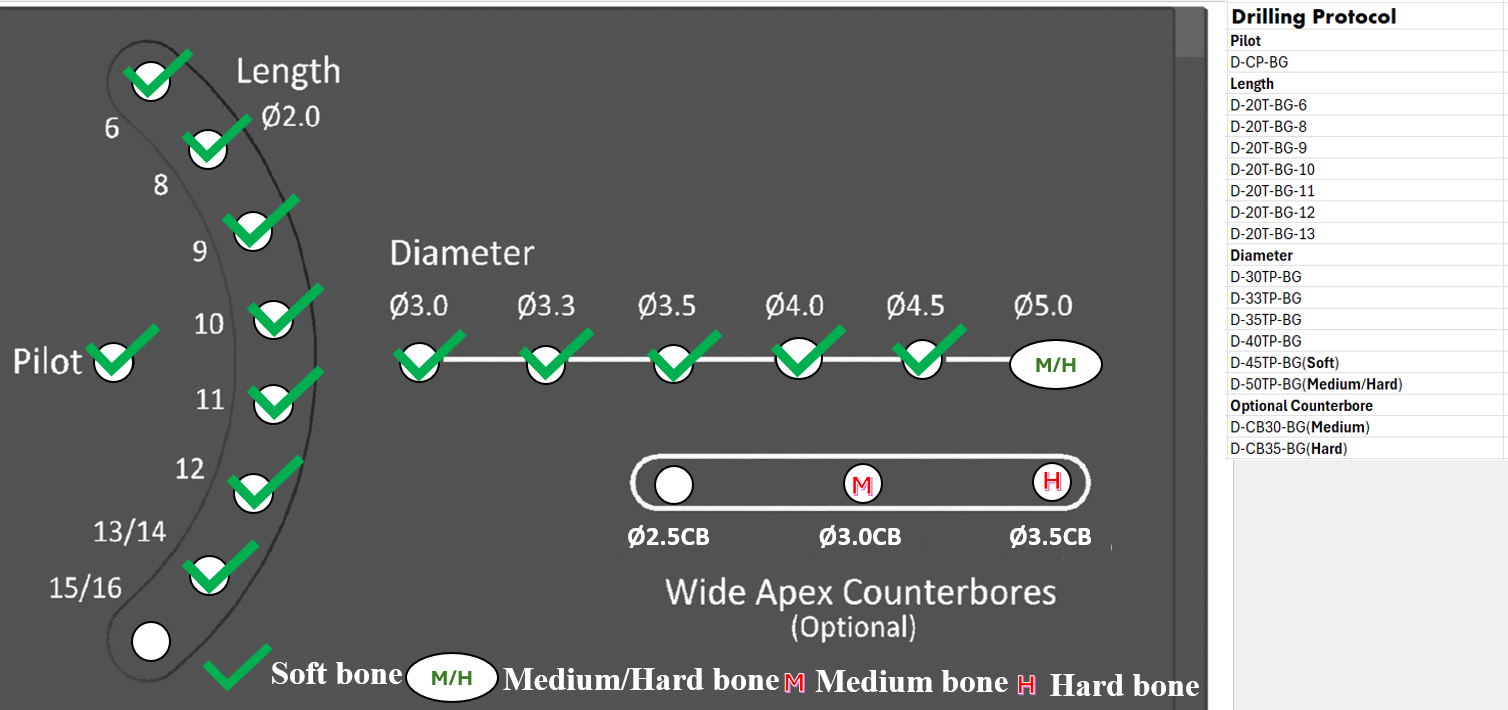 Length
Ø2.0
6
8
9
10
11
12
13/14
15/16
Pilot
Diameter
Ø3.0 Ø3.3 Ø3.5 Ø4.0 Ø4.5 Ø5.0
M/H
M H
Ø2.5CB Ø3.0CB Ø3.5CB
Wide Apex Counterbores
(Optional)
Soft bone M/H Medium/Hard bone M Medium bone H Hard bone
Drilling Protocol
Pilot
D-CP-BG
Length
D-20T-BG-6
D-20T-BG-8
D-20T-BG-9
D-20T-BG-10
D-20T-BG-11
D-20T-BG-12
D-20T-BG-13
Diameter
D-30TP-BG
D-33TP-BG
D-35TP-BG
D-40TP-BG
D-45TP-BG(Soft)
D-50TP-BG(Medium/Hard)
Optional Counterbore
D-CB30-BG(Medium)
D-CB35-BG(Hard)